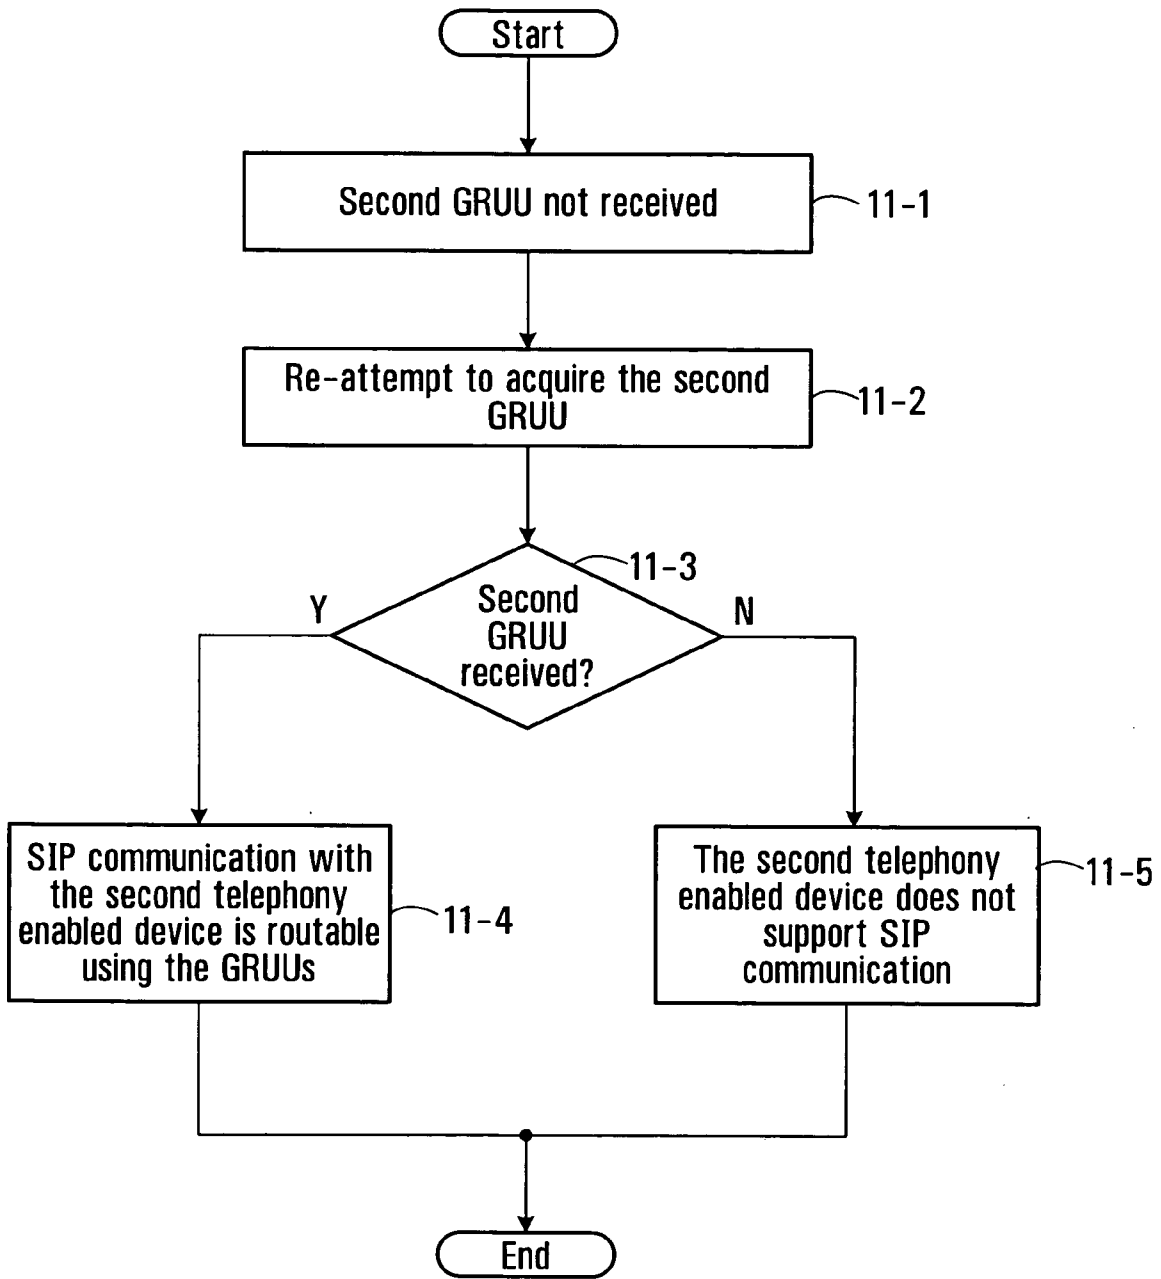 Start
Second GRUU not received
11-1
Re-attempt to acquire the second
GRUU
11-2
11-3
Second
GRUU
received?
Y
N
SIP communication with
the second telephony
enabled device is routable
using the GRUUs
11-4
The second telephony
enabled device does not
support SIP
communication
11-5
End